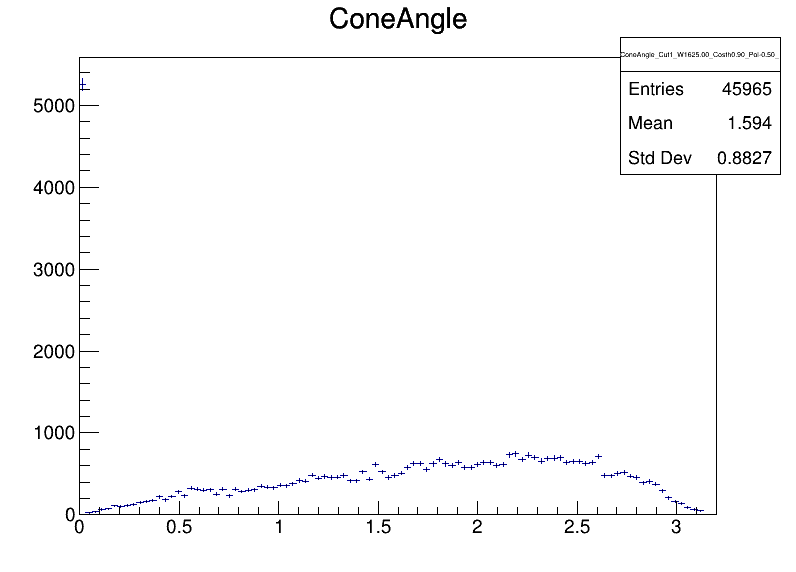 ConeAngle
ConeAngle_Cut1_W1625.00_Costh0.90_Pol-0.50_
Entries 45965
Mean 1.594
Std Dev 0.8827
5000
4000
3000
2000
1000
0
0 0.5 1 1.5 2 2.5 3